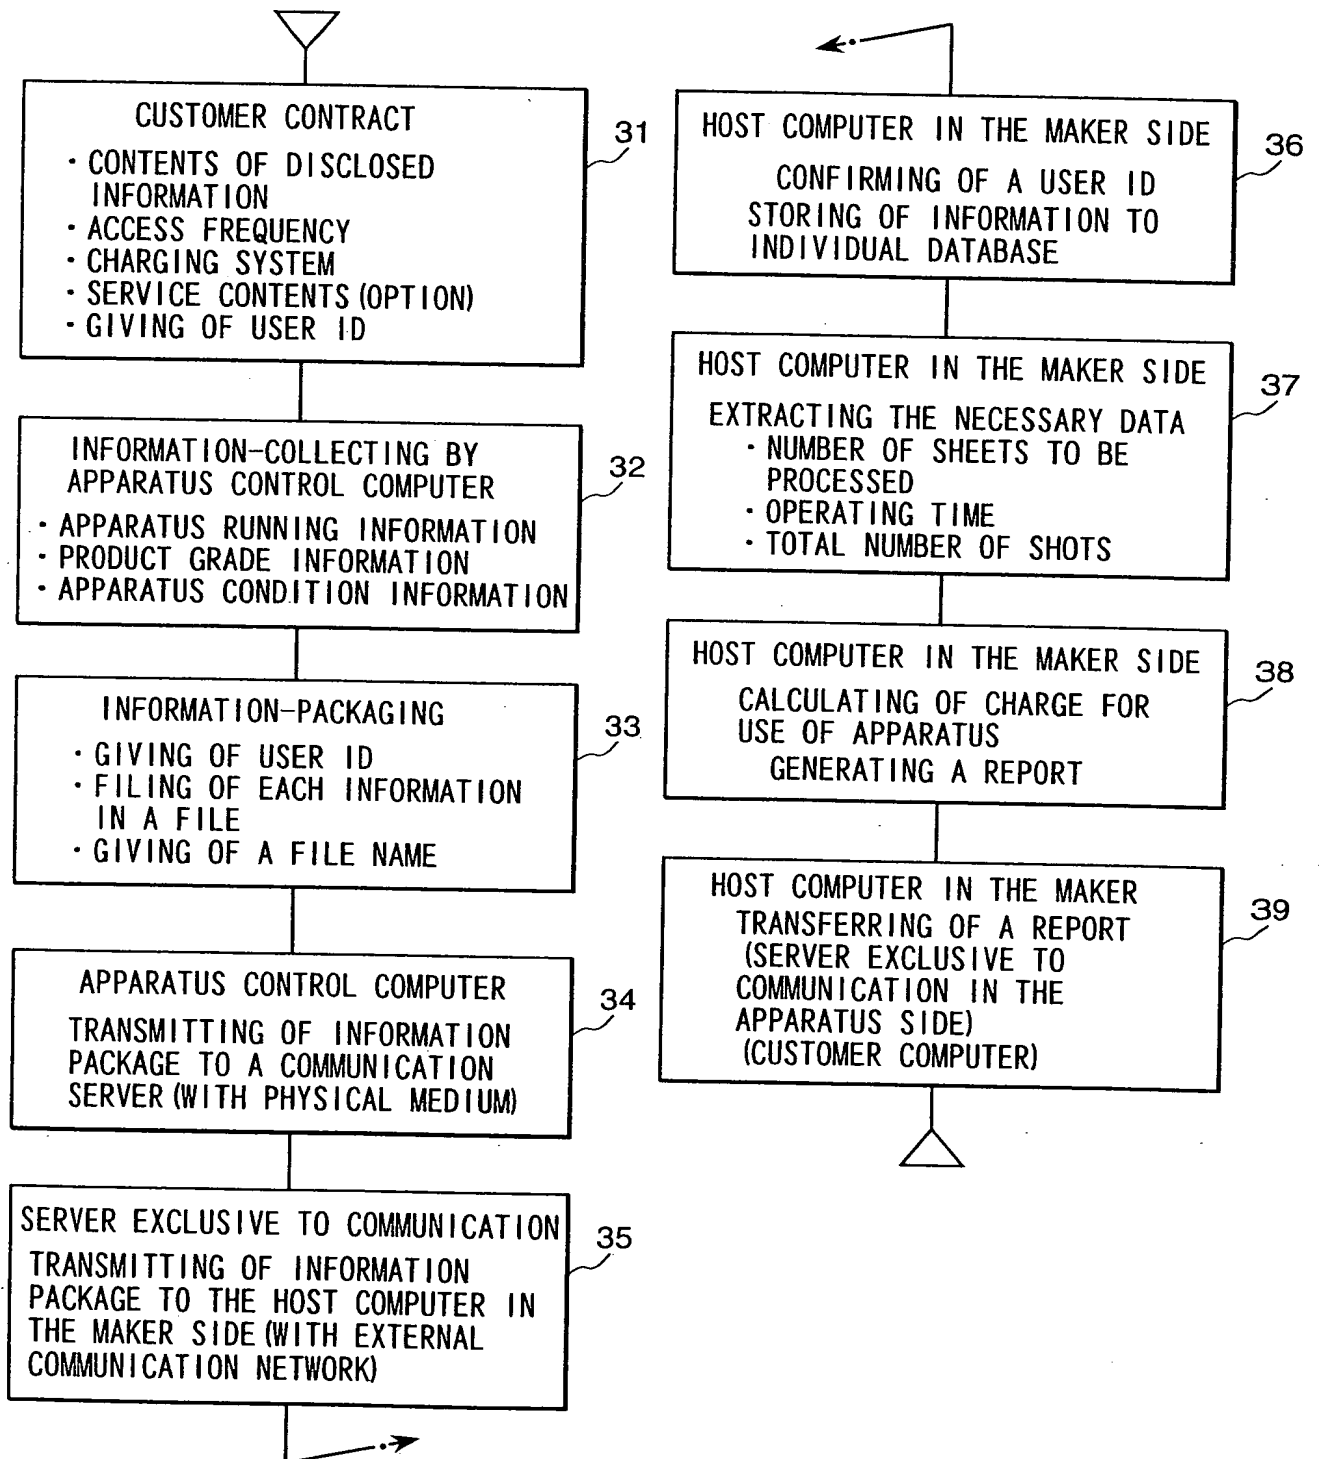 CUSTOMER CONTRACT
・CONTENTS OF DISCLOSED
INFORMATION
・ACCESS FREQUENCY
・CHARGING SYSTEM
・SERVICE CONTENTS (OPTION)
・GIVING OF USER ID
31
INFORMATION-COLLECTING BY
APPARATUS CONTROL COMPUTER
・APPARATUS RUNNING INFORMATION
・PRODUCT GRADE INFORMATION
・APPARATUS CONDITION INFORMATION
32
INFORMATION-PACKAGING
・GIVING OF USER ID
・FILING OF EACH INFORMATION
IN A FILE
・GIVING OF A FILE NAME
33
APPARATUS CONTROL COMPUTER
TRANSMITTING OF INFORMATION
PACKAGE TO A COMMUNICATION
SERVER (WITH PHYSICAL MEDIUM)
34
SERVER EXCLUSIVE TO COMMUNICATION
TRANSMITTING OF INFORMATION
PACKAGE TO THE HOST COMPUTER IN
THE MAKER SIDE (WITH EXTERNAL
COMMUNICATION NETWORK)
35
HOST COMPUTER IN THE MAKER SIDE
CONFIRMING OF A USER ID
STORING OF INFORMATION TO
INDIVIDUAL DATABASE
36
HOST COMPUTER IN THE MAKER SIDE
EXTRACTING THE NECESSARY DATA
・NUMBER OF SHEETS TO BE
PROCESSED
・OPERATING TIME
・TOTAL NUMBER OF SHOTS
37
HOST COMPUTER IN THE MAKER SIDE
CALCULATING OF CHARGE FOR
USE OF APPARATUS
GENERATING A REPORT
38
HOST COMPUTER IN THE MAKER
TRANSFERRING OF A REPORT
(SERVER EXCLUSIVE TO
COMMUNICATION IN THE
APPARATUS SIDE)
(CUSTOMER COMPUTER)
39